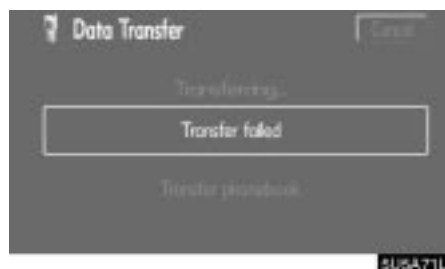 Data Transfer
Cancel
Transferring...
Transfer failed
Transfer phonebook.